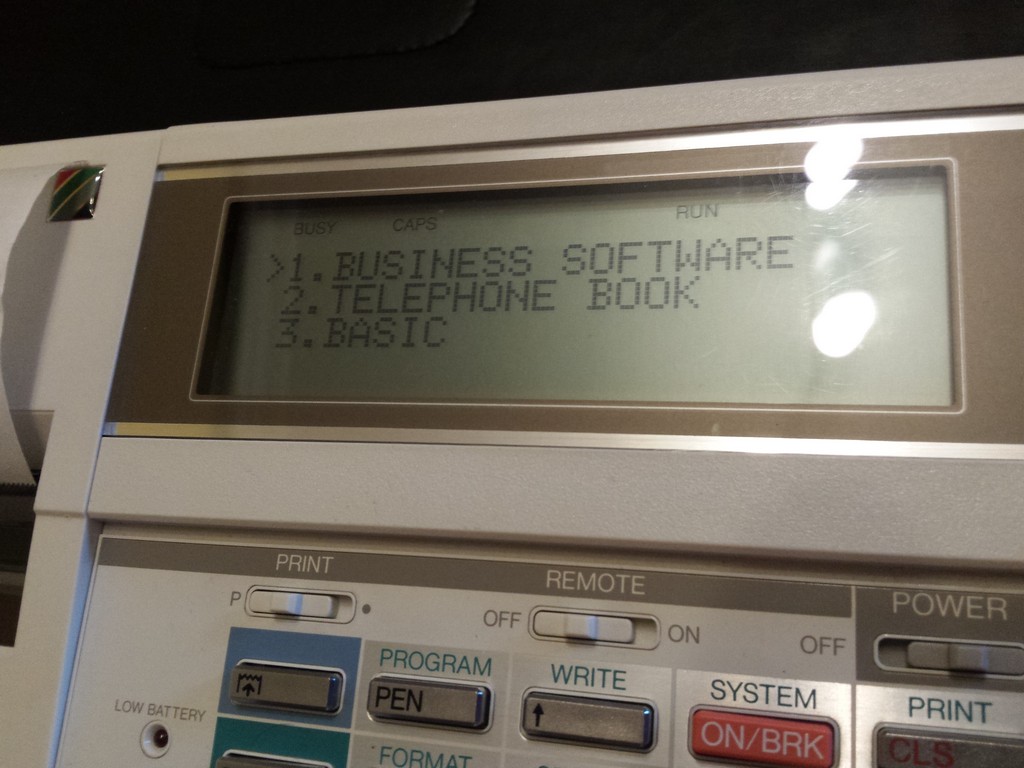 BUSY CAPS RUN
>1.BUSINESS SOFTWARE
2.TELEPHONE BOOK
3.BASIC
PRINT
P
REMOTE
OFF ON
POWER
OFF
PROGRAM
PEN
WRITE
↑
SYSTEM
ON/BRK
PRINT
CLS
LOW BATTERY
FORMAT